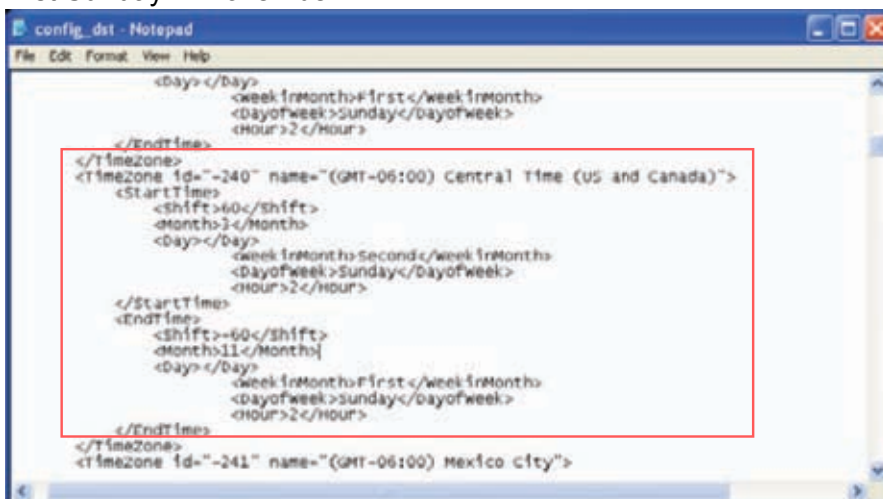 Sunday
config_dst - Notepad
File Edit Format View Help
<Day></Day>
<WeekinMonth>First</WeekinMonth>
<DayofWeek>Sunday</DayofWeek>
<Hour>2</Hour>
</EndTime>
</TimeZone>
<TimeZone id="-240" name="(GMT-06:00) Central Time (US and Canada)">
<StartTime>
<Shift>60</Shift>
<Month>3</Month>
<Day></Day>
<WeekinMonth>Second</WeekinMonth>
<DayofWeek>Sunday</DayofWeek>
<Hour>2</Hour>
</StartTime>
<EndTime>
<Shift>-60</Shift>
<Month>11</Month>
<Day></Day>
<WeekinMonth>First</WeekinMonth>
<DayofWeek>Sunday</DayofWeek>
<Hour>2</Hour>
</EndTime>
</TimeZone>
<TimeZone id="-241" name="(GMT-06:00) Mexico City">